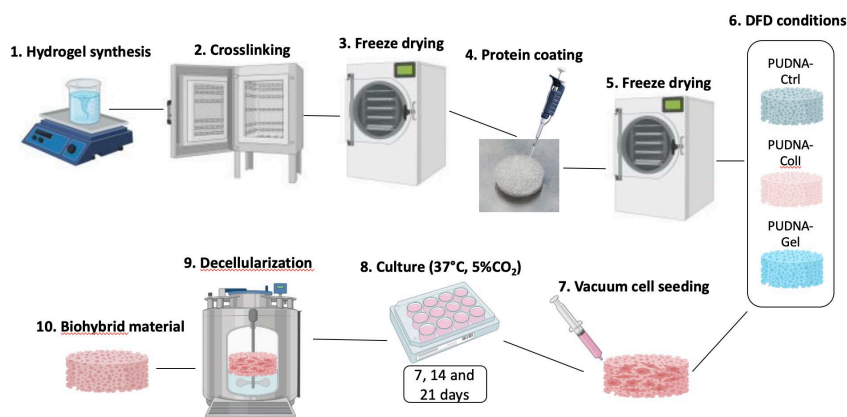 1. Hydrogel synthesis
2. Crosslinking
3. Freeze drying
4. Protein coating
5. Freeze drying
6. DFD conditions
PUDNA-
Ctrl
PUDNA-
Coll
PUDNA-
Gel
7. Vacuum cell seeding
8. Culture (37°C, 5%CO₂)
7, 14 and
21 days
9. Decellularization
10. Biohybrid material